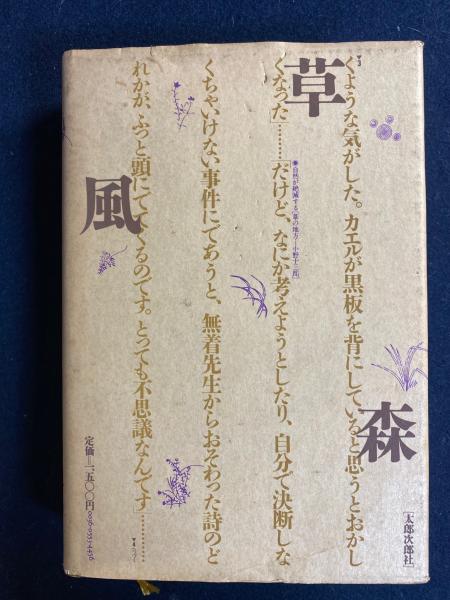 くような気がした。カエルが黒板を背にしていると思うとおかし
くなった………「だけど、なにか考えようとしたり、自分で決断しな
くちゃいけない事件にであうと、無着先生からおそわった詩のど
れかが、ふっと頭にでてくるのです。とっても不思議なんです」………
草
森
風
[太郎次郎社]
定価=一、五〇〇円